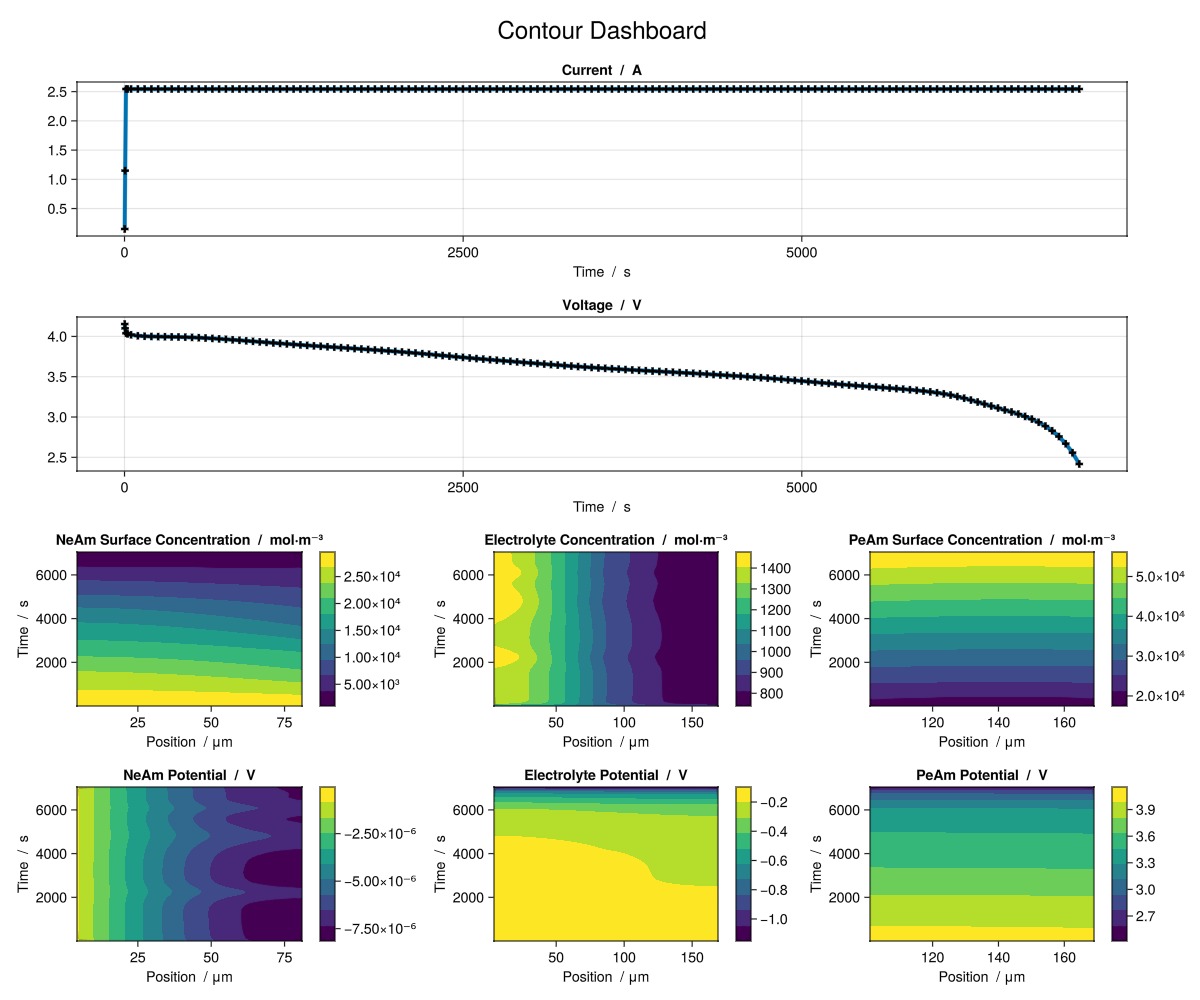 Contour Dashboard
Current / A
2.5
2.0
1.5
1.0
0.5
0 2500 5000
Time / s
Voltage / V
4.0
3.5
3.0
2.5
0 2500 5000
Time / s
NeAm Surface Concentration / mol·m⁻³
Time / s
6000
4000
2000
25 50 75
Position / µm
2.50×10⁴
2.00×10⁴
1.50×10⁴
1.00×10⁴
5.00×10³
Electrolyte Concentration / mol·m⁻³
Time / s
6000
4000
2000
50 100 150
Position / µm
1400
1300
1200
1100
1000
900
800
PeAm Surface Concentration / mol·m⁻³
Time / s
6000
4000
2000
120 140 160
Position / µm
5.0×10⁴
4.0×10⁴
3.0×10⁴
2.0×10⁴
NeAm Potential / V
Time / s
6000
4000
2000
25 50 75
Position / µm
−2.50×10⁻⁶
−5.00×10⁻⁶
−7.50×10⁻⁶
Electrolyte Potential / V
Time / s
6000
4000
2000
50 100 150
Position / µm
−0.2
−0.4
−0.6
−0.8
−1.0
PeAm Potential / V
Time / s
6000
4000
2000
120 140 160
Position / µm
3.9
3.6
3.3
3.0
2.7